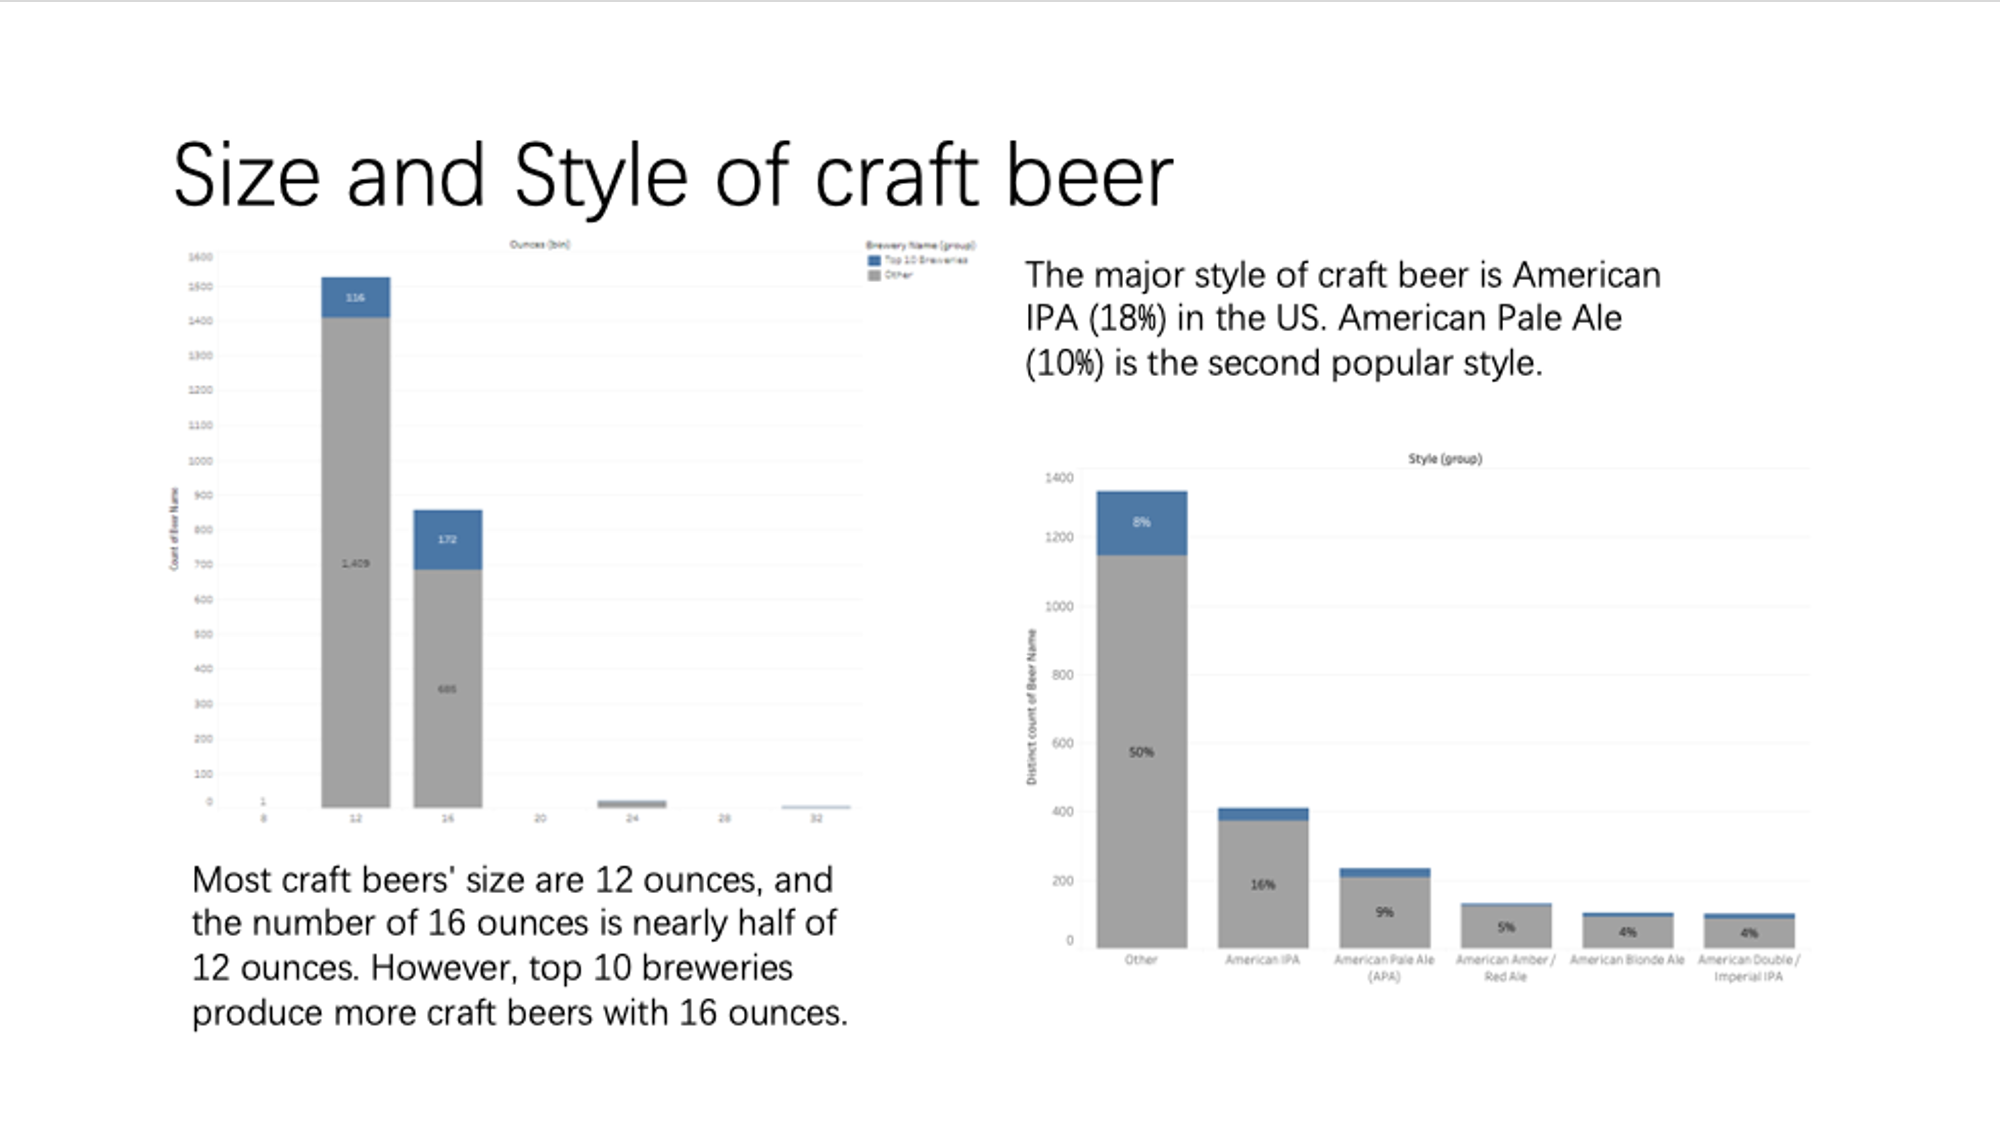 Size and Style of craft beer
Ounces (bin)
Brewery Name (group)
Top 10 Breweries
Other
1600
1500
1400
1300
1200
1100
1000
900
800
700
600
500
400
300
200
100
0
Count of Beer Name
116
1,409
172
685
1
8
12
16
20
24
28
32
Most craft beers' size are 12 ounces, and
the number of 16 ounces is nearly half of
12 ounces. However, top 10 breweries
produce more craft beers with 16 ounces.
The major style of craft beer is American
IPA (18%) in the US. American Pale Ale
(10%) is the second popular style.
Style (group)
1400
1200
1000
800
600
400
200
0
Distinct count of Beer Name
8%
50%
16%
9%
5%
4%
4%
Other
American IPA
American Pale Ale
(APA)
American Amber /
Red Ale
American Blonde Ale
American Double /
Imperial IPA